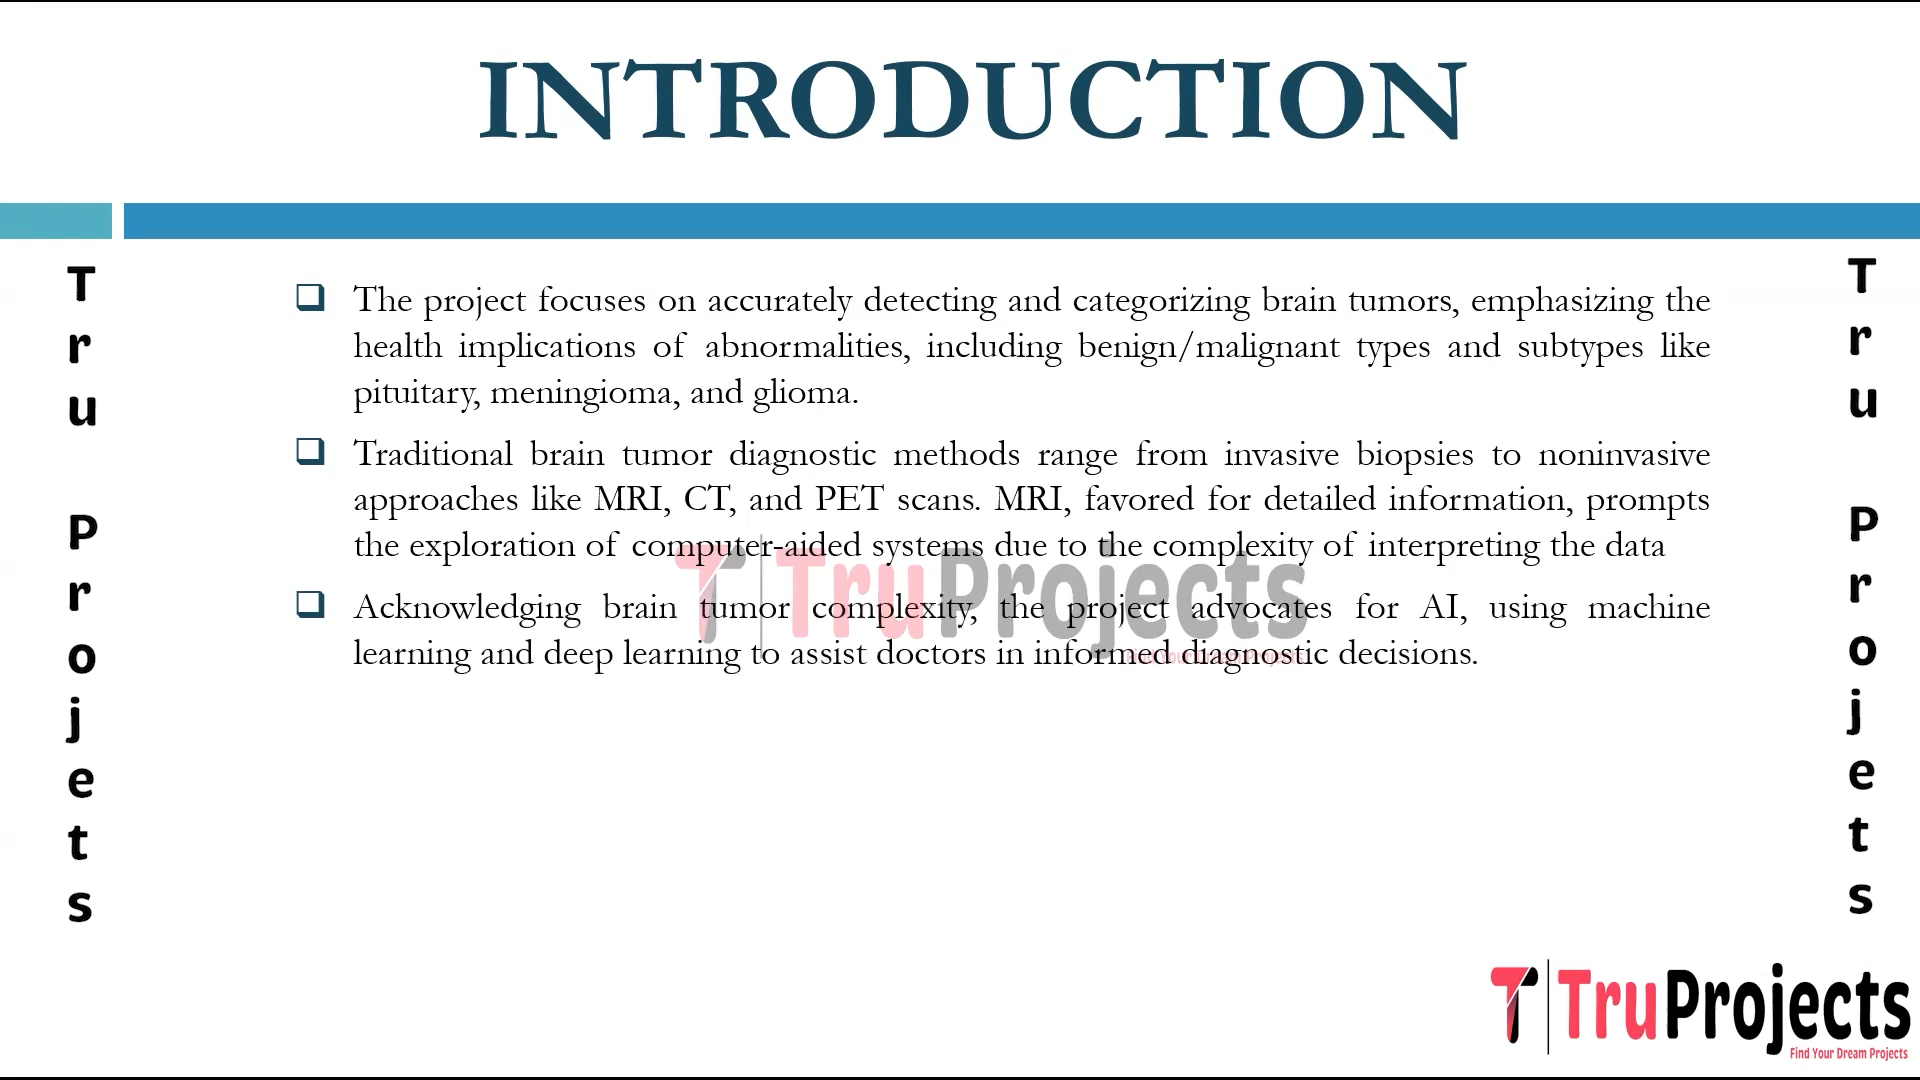 INTRODUCTION
T
r
u
P
r
o
j
e
t
s
The project focuses on accurately detecting and categorizing brain tumors, emphasizing the
health implications of abnormalities, including benign/malignant types and subtypes like
pituitary, meningioma, and glioma.
Traditional brain tumor diagnostic methods range from invasive biopsies to noninvasive
approaches like MRI, CT, and PET scans. MRI, favored for detailed information, prompts
the exploration of computer-aided systems due to the complexity of interpreting the data
Acknowledging brain tumor complexity, the project advocates for AI, using machine
learning and deep learning to assist doctors in informed diagnostic decisions.
TruProjects
Find Your Dream Projects
T
r
u
P
r
o
j
e
t
s
TruProjects
Find Your Dream Projects